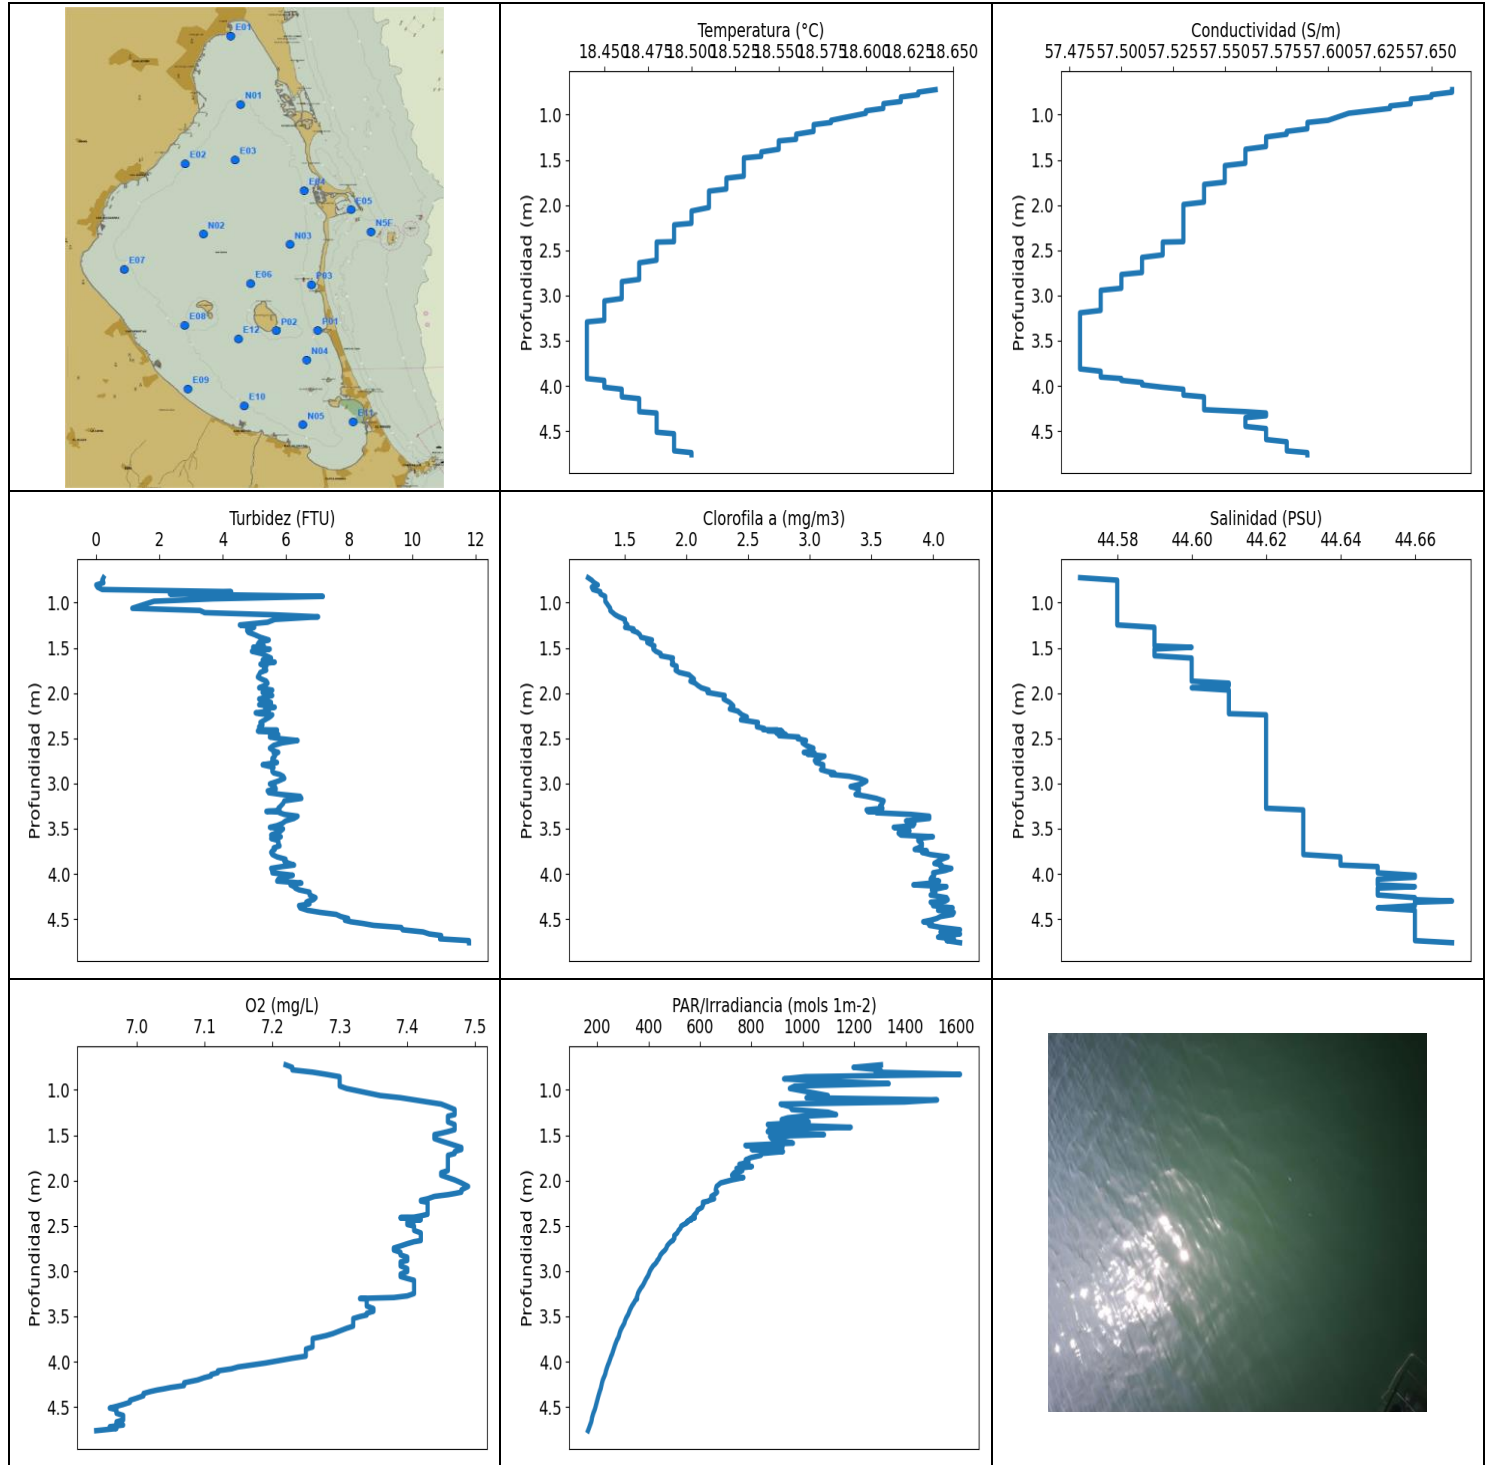 E01
N01
E02
E03
E04
E05
N5F
N02
N03
E07
E06
P03
E08
P02
P01
E12
N04
E09
E10
N05
E11
Temperatura (°C)
18.450 18.475 18.500 18.525 18.550 18.575 18.600 18.625 18.650
1.0
1.5
2.0
2.5
3.0
3.5
4.0
4.5
Profundidad (m)
Conductividad (S/m)
57.475 57.500 57.525 57.550 57.575 57.600 57.625 57.650
1.0
1.5
2.0
2.5
3.0
3.5
4.0
4.5
Profundidad (m)
Turbidez (FTU)
0 2 4 6 8 10 12
1.0
1.5
2.0
2.5
3.0
3.5
4.0
4.5
Profundidad (m)
Clorofila a (mg/m3)
1.5 2.0 2.5 3.0 3.5 4.0
1.0
1.5
2.0
2.5
3.0
3.5
4.0
4.5
Profundidad (m)
Salinidad (PSU)
44.58 44.60 44.62 44.64 44.66
1.0
1.5
2.0
2.5
3.0
3.5
4.0
4.5
Profundidad (m)
O2 (mg/L)
7.0 7.1 7.2 7.3 7.4 7.5
1.0
1.5
2.0
2.5
3.0
3.5
4.0
4.5
Profundidad (m)
PAR/Irradiancia (mols 1m-2)
200 400 600 800 1000 1200 1400 1600
1.0
1.5
2.0
2.5
3.0
3.5
4.0
4.5
Profundidad (m)